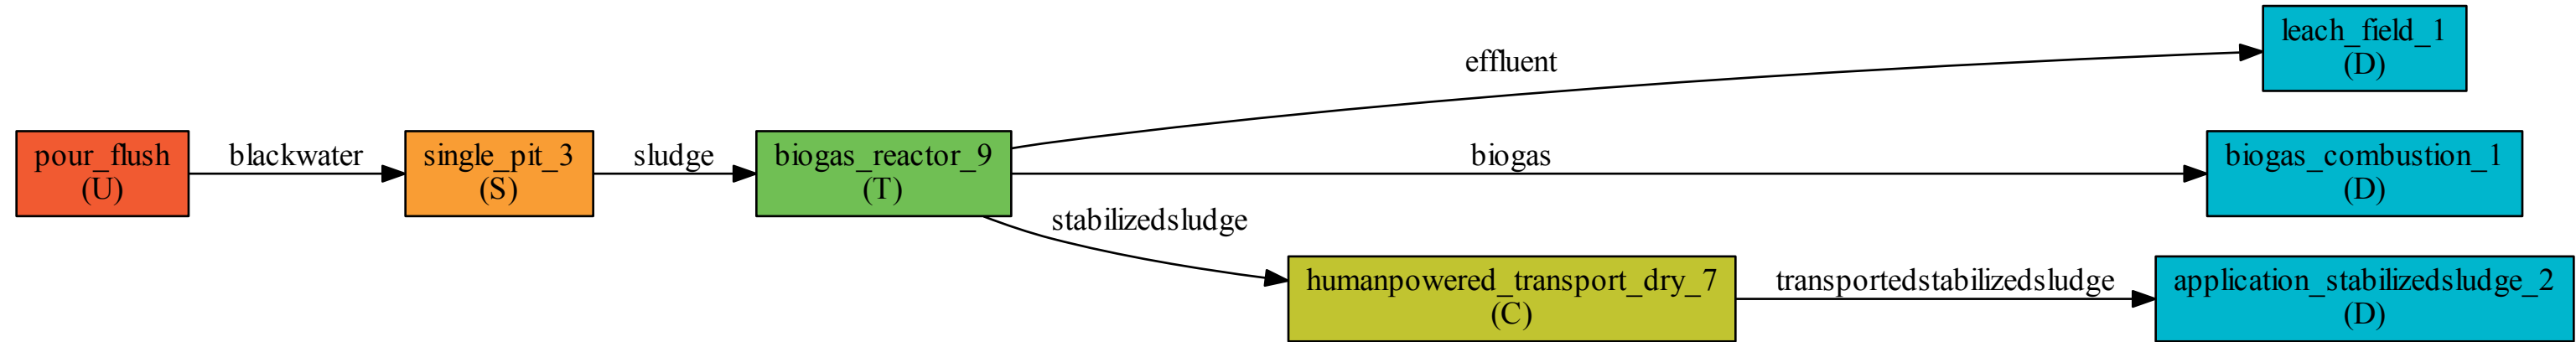 pour_flush
(U)
blackwater
single_pit_3
(S)
sludge
biogas_reactor_9
(T)
effluent
leach_field_1
(D)
biogas
biogas_combustion_1
(D)
stabilizedsludge
humanpowered_transport_dry_7
(C)
transportedstabilizedsludge
application_stabilizedsludge_2
(D)